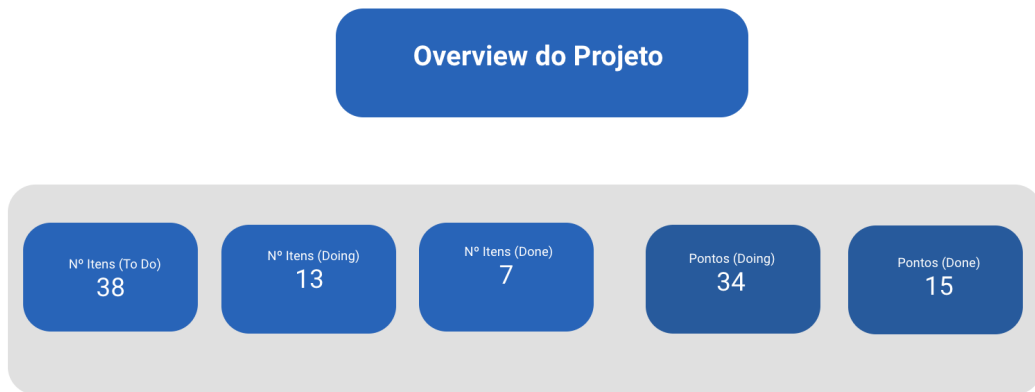 Overview do Projeto
Nº Itens (To Do)
38
Nº Itens (Doing)
13
Nº Itens (Done)
7
Pontos (Doing)
34
Pontos (Done)
15